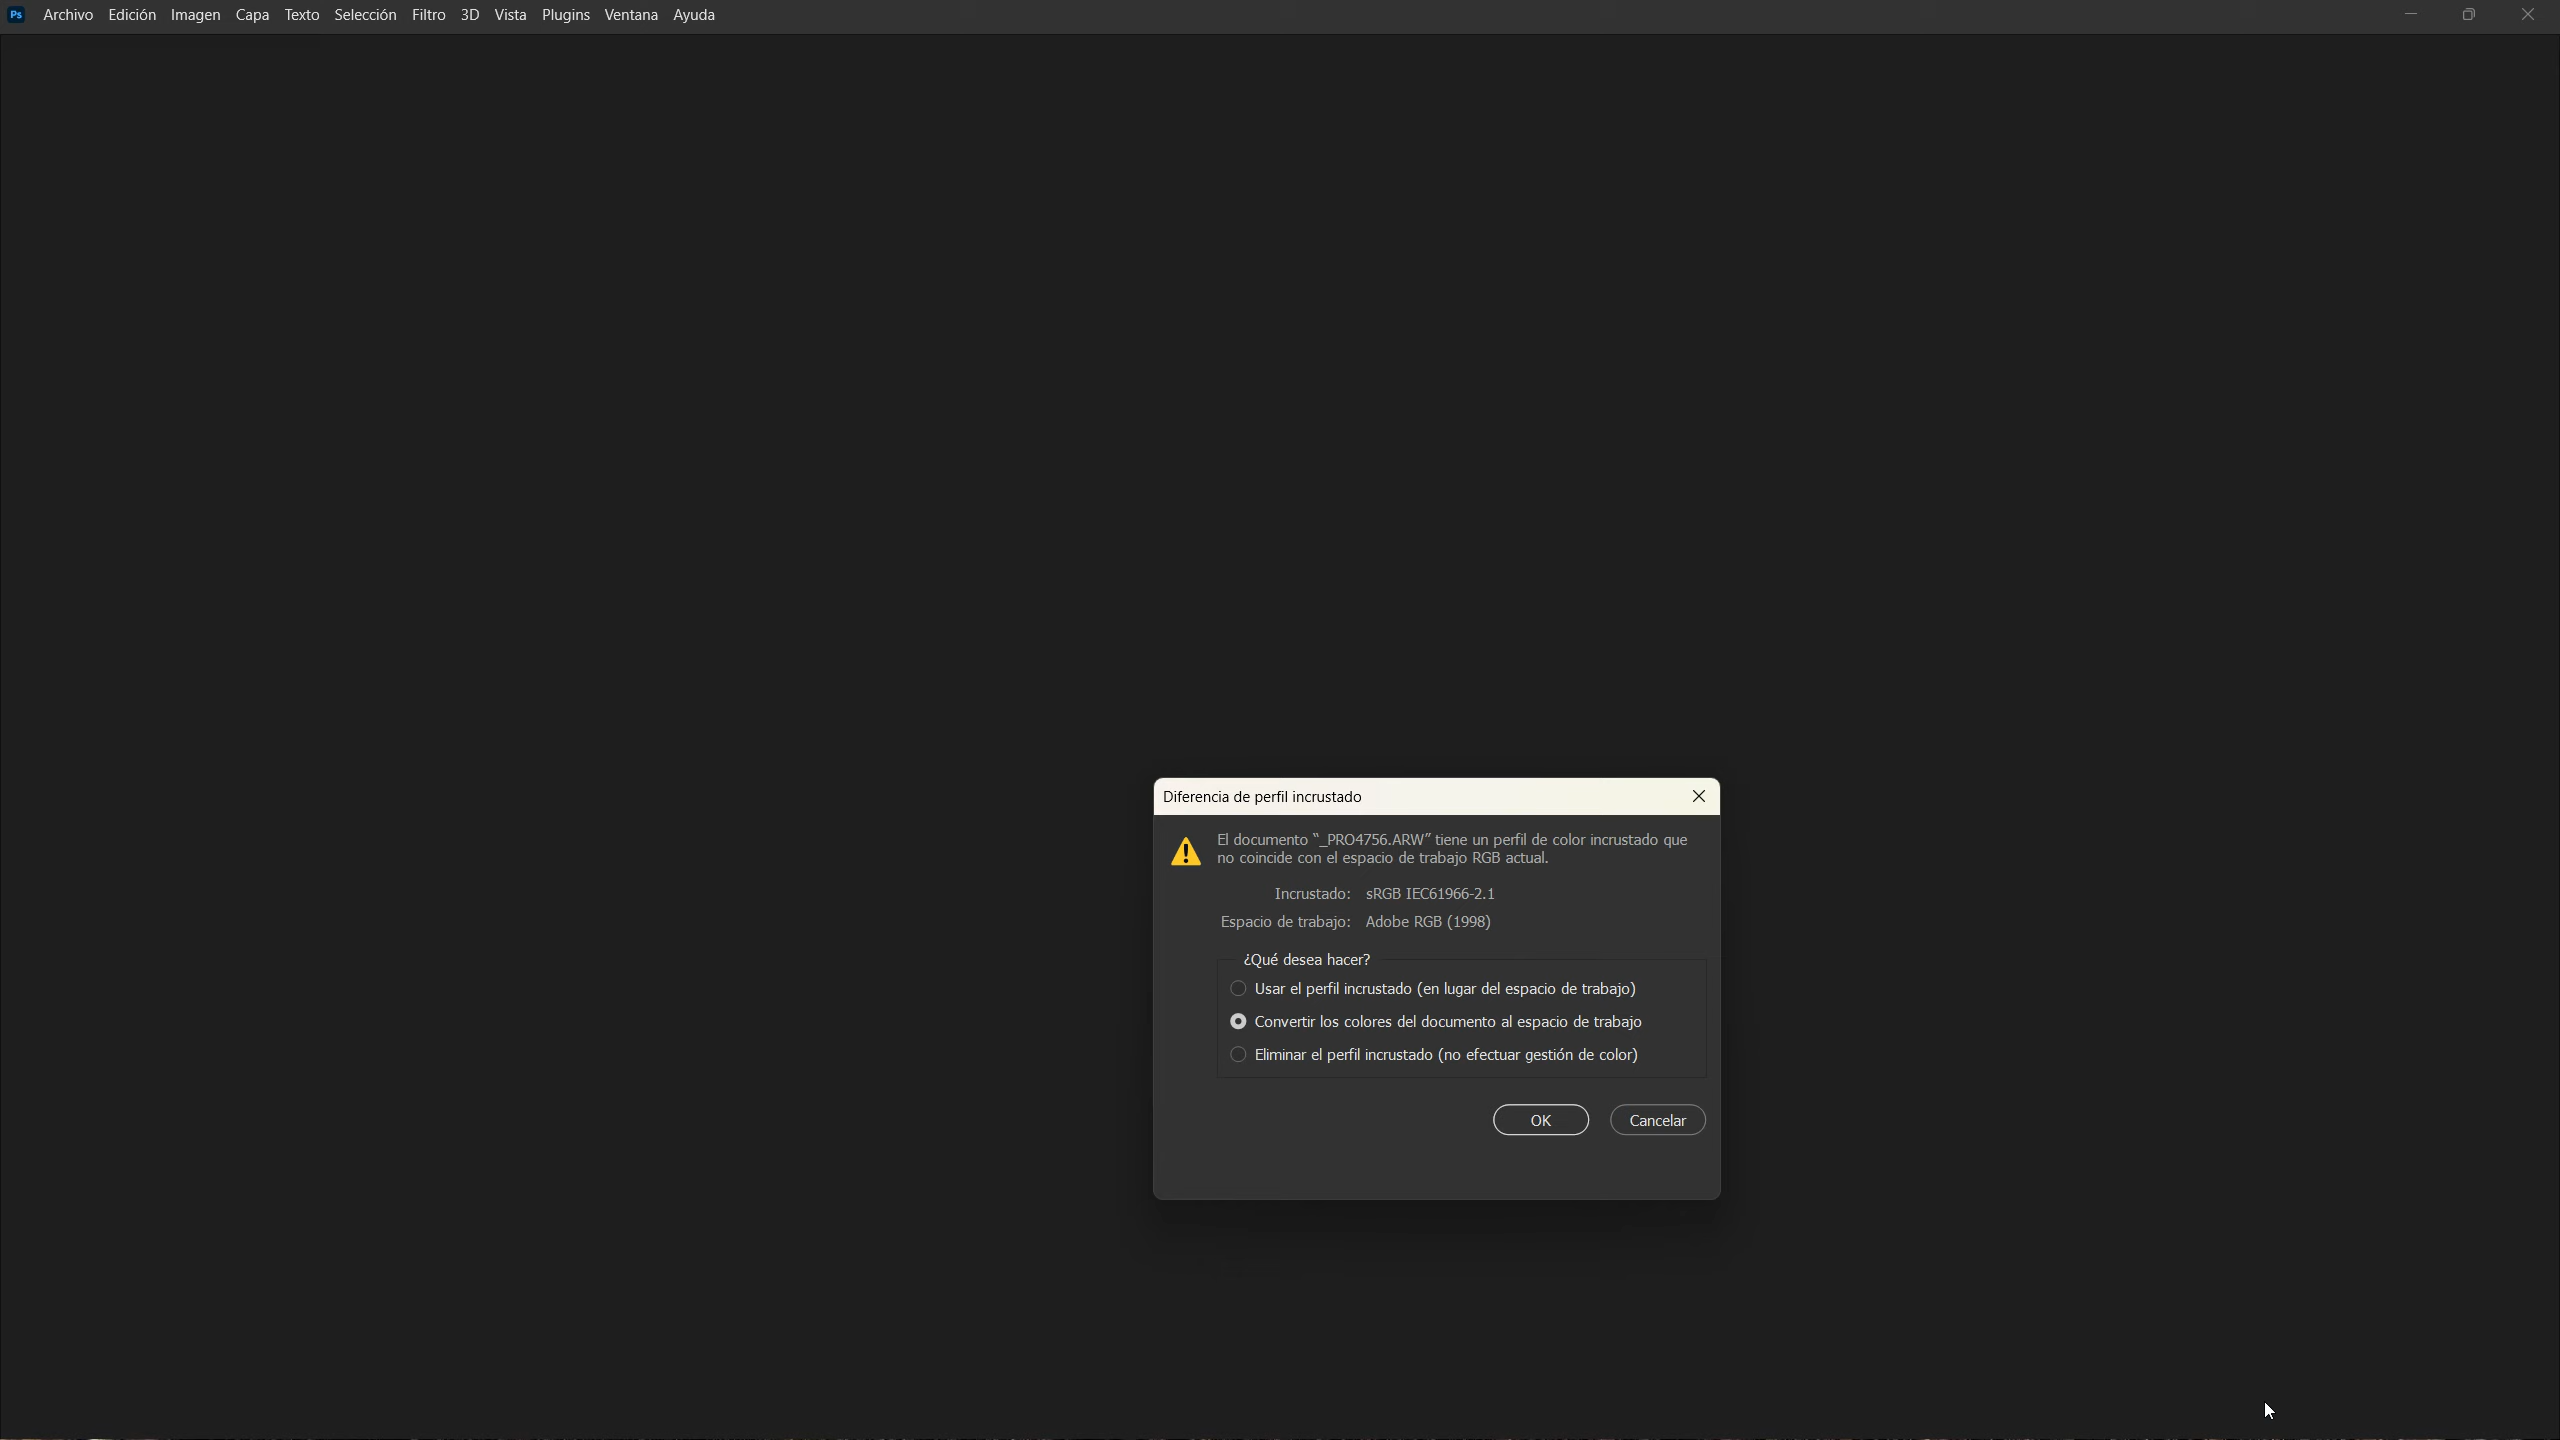 Ps Archivo Edición Imagen Capa Texto Selección Filtro 3D Vista Plugins Ventana Ayuda
Diferencia de perfil incrustado
El documento “_PRO4756.ARW” tiene un perfil de color incrustado que
no coincide con el espacio de trabajo RGB actual.
Incrustado: sRGB IEC61966-2.1
Espacio de trabajo: Adobe RGB (1998)
¿Qué desea hacer?
Usar el perfil incrustado (en lugar del espacio de trabajo)
Convertir los colores del documento al espacio de trabajo
Eliminar el perfil incrustado (no efectuar gestión de color)
OK Cancelar